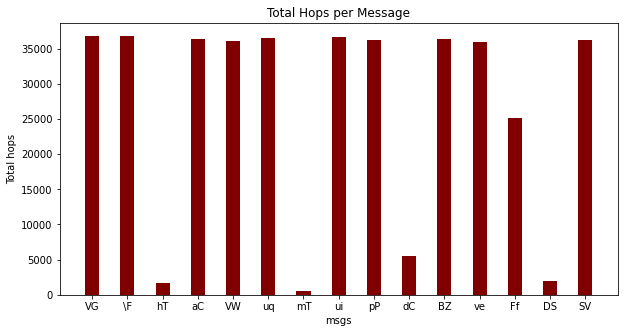 Total Hops per Message
Total hops
35000
30000
25000
20000
15000
10000
5000
0
VG \F hT aC VW uq mT ui pP dC BZ ve Ff DS SV
msgs